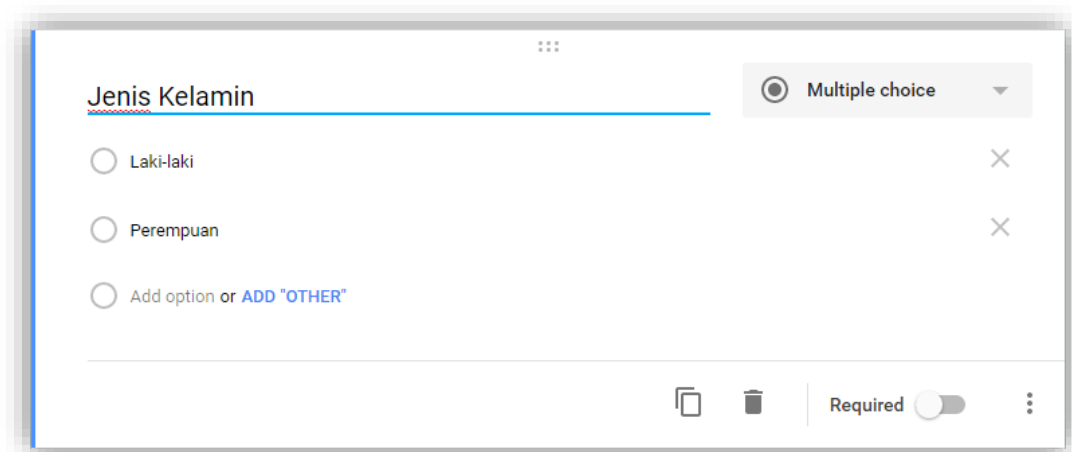 Jenis Kelamin
Multiple choice
Laki-laki
Perempuan
Add option or ADD "OTHER"
Required